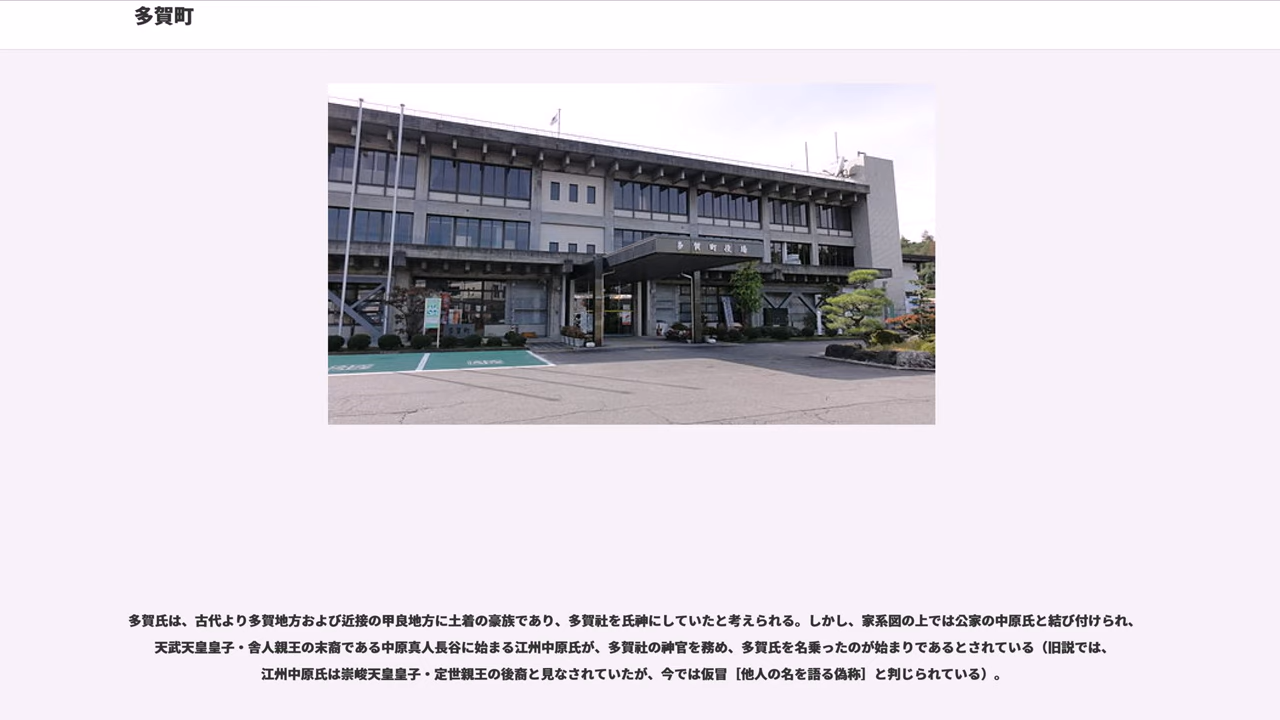 多賀町
多賀町役場
多賀氏は、古代より多賀地方および近接の甲良地方に土着の豪族であり、多賀社を氏神にしていたと考えられる。しかし、家系図の上では公家の中原氏と結び付けられ、
天武天皇皇子・舎人親王の末裔である中原真人長谷に始まる江州中原氏が、多賀社の神官を務め、多賀氏を名乗ったのが始まりであるとされている（旧説では、
江州中原氏は崇峻天皇皇子・定世親王の後裔と見なされていたが、今では仮冒［他人の名を語る偽称］と判じられている）。